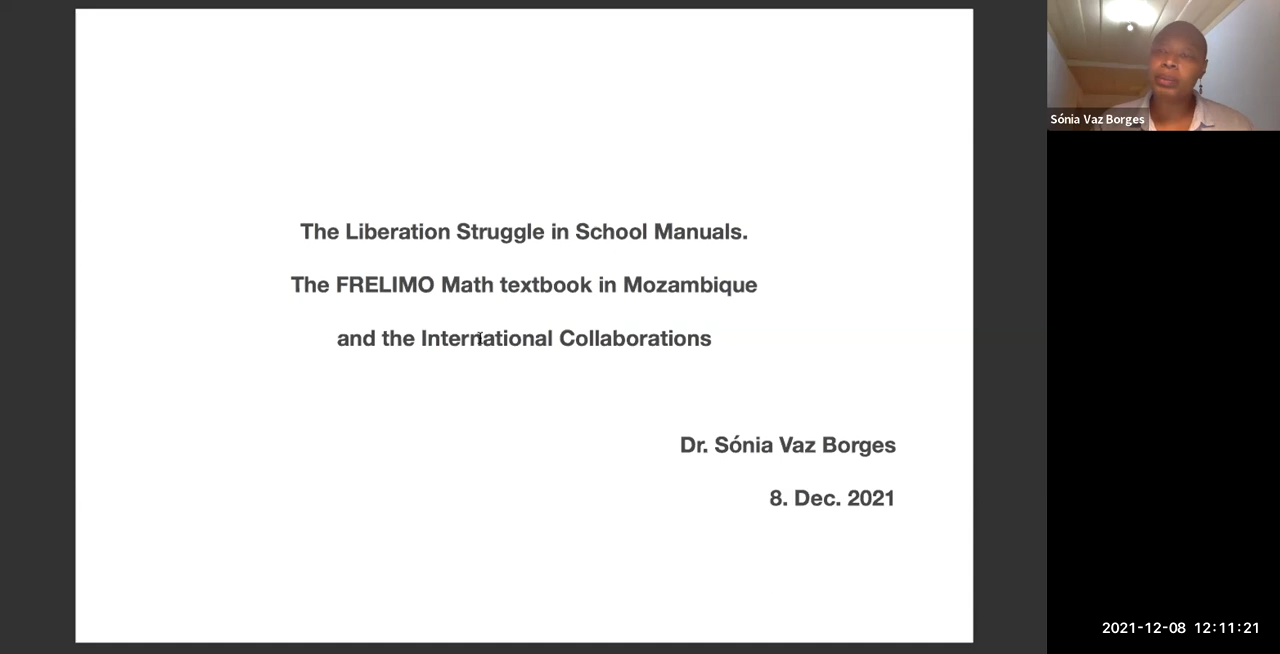 The Liberation Struggle in School Manuals.
The FRELIMO Math textbook in Mozambique
and the International Collaborations
Dr. Sónia Vaz Borges
8. Dec. 2021
Sónia Vaz Borges
2021-12-08 12:11:21